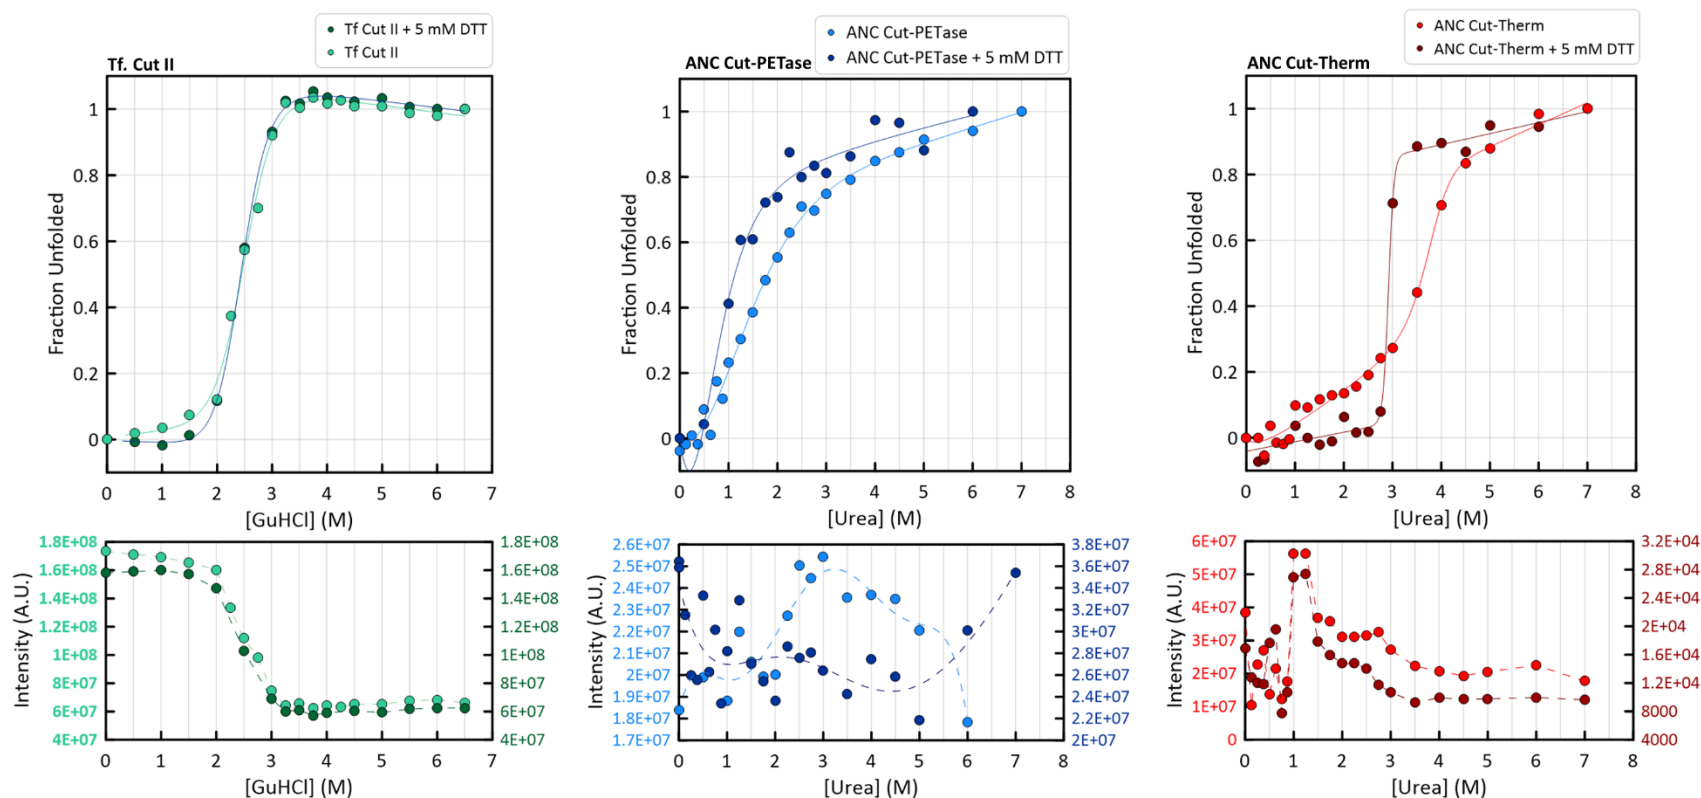 Tf Cut II + 5 mM DTT
Tf Cut II
Tf. Cut II
1
0.8
0.6
0.4
0.2
0
Fraction Unfolded
0 1 2 3 4 5 6 7
[GuHCl] (M)
ANC Cut-PETase
ANC Cut-PETase + 5 mM DTT
ANC Cut-PETase
1
0.8
0.6
0.4
0.2
0
Fraction Unfolded
0 1 2 3 4 5 6 7 8
[Urea] (M)
ANC Cut-Therm
ANC Cut-Therm + 5 mM DTT
ANC Cut-Therm
1
0.8
0.6
0.4
0.2
0
Fraction Unfolded
0 1 2 3 4 5 6 7 8
[Urea] (M)
1.8E+08
1.6E+08
1.4E+08
1.2E+08
1E+08
8E+07
6E+07
4E+07
Intensity (A.U.)
1.8E+08
1.6E+08
1.4E+08
1.2E+08
1E+08
8E+07
6E+07
4E+07
0 1 2 3 4 5 6 7
[GuHCl] (M)
2.6E+07
2.5E+07
2.4E+07
2.3E+07
2.2E+07
2.1E+07
2E+07
1.9E+07
1.8E+07
1.7E+07
Intensity (A.U.)
3.8E+07
3.6E+07
3.4E+07
3.2E+07
3E+07
2.8E+07
2.6E+07
2.4E+07
2.2E+07
2E+07
0 1 2 3 4 5 6 7 8
[Urea] (M)
6E+07
5E+07
4E+07
3E+07
2E+07
1E+07
0
Intensity (A.U.)
3.2E+04
2.8E+04
2.4E+04
2E+04
1.6E+04
1.2E+04
8000
4000
0 1 2 3 4 5 6 7 8
[Urea] (M)